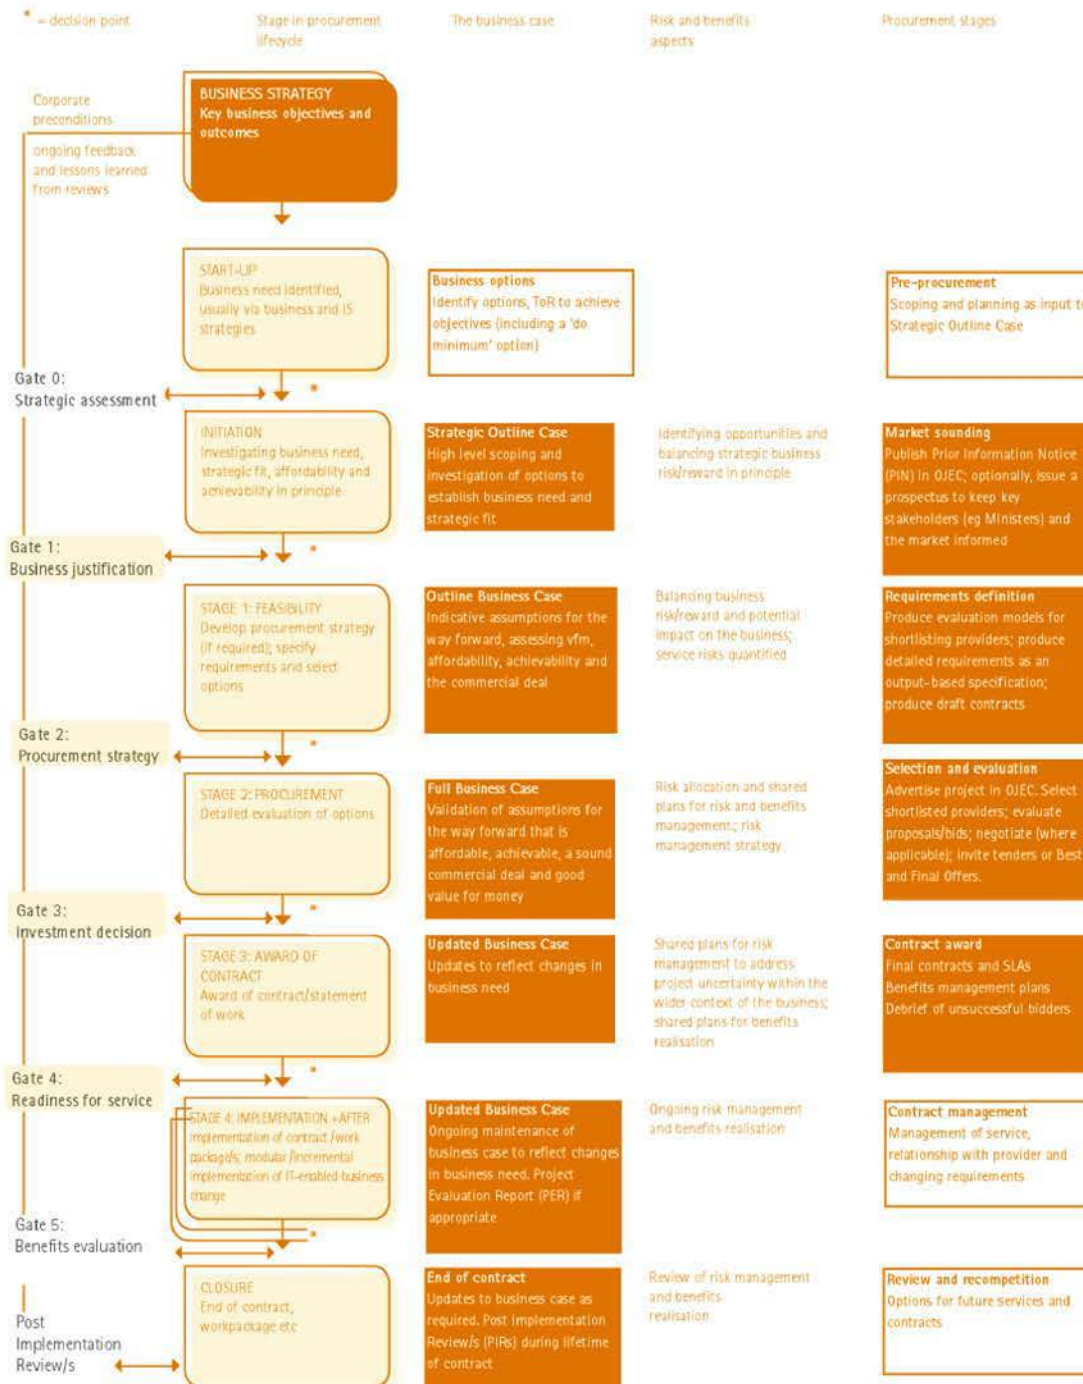 * = decision point
Stage in procurement
lifecycle
The business case
Risk and benefits
aspects
Procurement stages
Corporate
preconditions
ongoing feedback
and lessons learned
from reviews
BUSINESS STRATEGY
Key business objectives and
outcomes
START-UP
Business need identified,
usually via business and IS
strategies
Business options
Identify options, ToR to achieve
objectives (including a 'do
minimum' option)
Pre-procurement
Scoping and planning as input to
Strategic Outline Case
Gate 0:
Strategic assessment
*
INITIATION
Investigating business need,
strategic fit, affordability and
achievability in principle
Strategic Outline Case
High level scoping and
investigation of options to
establish business need and
strategic fit
Identifying opportunities and
balancing strategic business
risk/reward in principle
Market sounding
Publish Prior Information Notice
(PIN) in OJEC; optionally, issue a
prospectus to keep key
stakeholders (eg Ministers) and
the market informed
Gate 1:
Business justification
*
STAGE 1: FEASIBILITY
Develop procurement strategy
(if required); specify
requirements and select
options
Outline Business Case
Indicative assumptions for the
way forward, assessing vfm,
affordability, achievability and
the commercial deal
Balancing business
risk/reward and potential
impact on the business;
service risks quantified
Requirements definition
Produce evaluation models for
shortlisting providers; produce
detailed requirements as an
output-based specification;
produce draft contracts
Gate 2:
Procurement strategy
*
STAGE 2: PROCUREMENT
Detailed evaluation of options
Full Business Case
Validation of assumptions for
the way forward that is
affordable, achievable, a sound
commercial deal and good
value for money
Risk allocation and shared
plans for risk and benefits
management; risk
management strategy
Selection and evaluation
Advertise project in OJEC. Select
shortlisted providers; evaluate
proposals/bids; negotiate (where
applicable); invite tenders or Best
and Final Offers.
Gate 3:
Investment decision
*
STAGE 3: AWARD OF
CONTRACT
Award of contract/statement
of work
Updated Business Case
Updates to reflect changes in
business need
Shared plans for risk
management to address
project uncertainty within the
wider context of the business;
shared plans for benefits
realisation
Contract award
Final contracts and SLAs
Benefits management plans
Debrief of unsuccessful bidders
Gate 4:
Readiness for service
*
STAGE 4: IMPLEMENTATION + AFTER
Implementation of contract /work
package/s; modular /incremental
implementation of IT-enabled business
change
Updated Business Case
Ongoing maintenance of
business case to reflect changes
in business need. Project
Evaluation Report (PER) if
appropriate
Ongoing risk management
and benefits realisation
Contract management
Management of service,
relationship with provider and
changing requirements
Gate 5:
Benefits evaluation
*
CLOSURE
End of contract,
workpackage etc
End of contract
Updates to business case as
required. Post Implementation
Review/s (PIRs) during lifetime
of contract
Review of risk management
and benefits
realisation
Review and recompetition
Options for future services and
contracts
Post
Implementation
Review/s